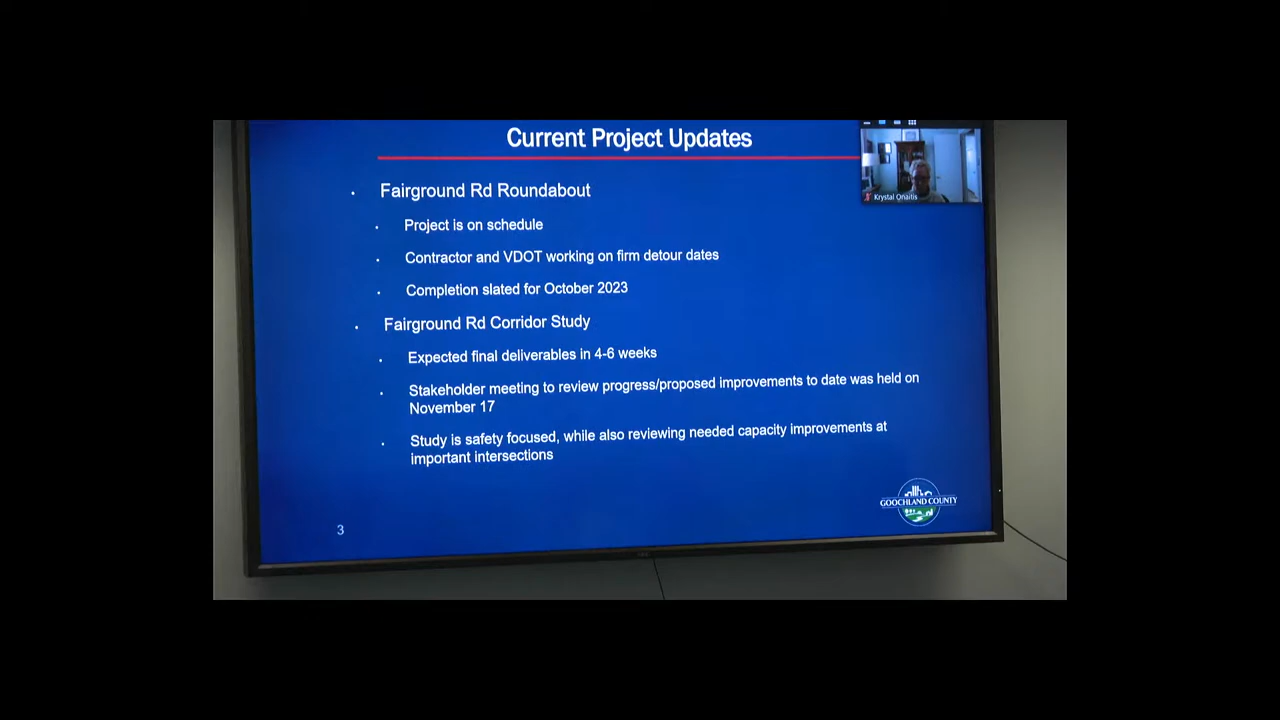 Current Project Updates
Krystal Onaitis
Fairground Rd Roundabout
Project is on schedule
Contractor and VDOT working on firm detour dates
Completion slated for October 2023
Fairground Rd Corridor Study
Expected final deliverables in 4-6 weeks
Stakeholder meeting to review progress/proposed improvements to date was held on
November 17
Study is safety focused, while also reviewing needed capacity improvements at
important intersections
GOOCHLAND COUNTY
3